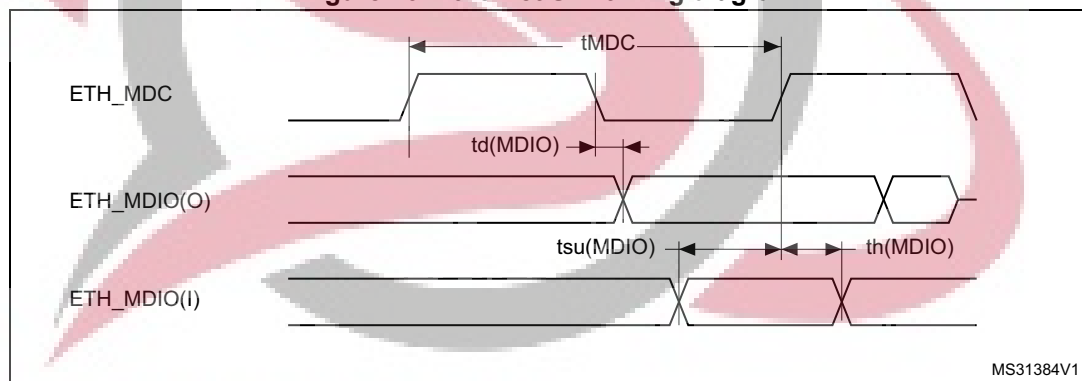 tMDC
ETH_MDC
td(MDIO)
ETH_MDIO(O)
tsu(MDIO)
th(MDIO)
ETH_MDIO(I)
MS31384V1